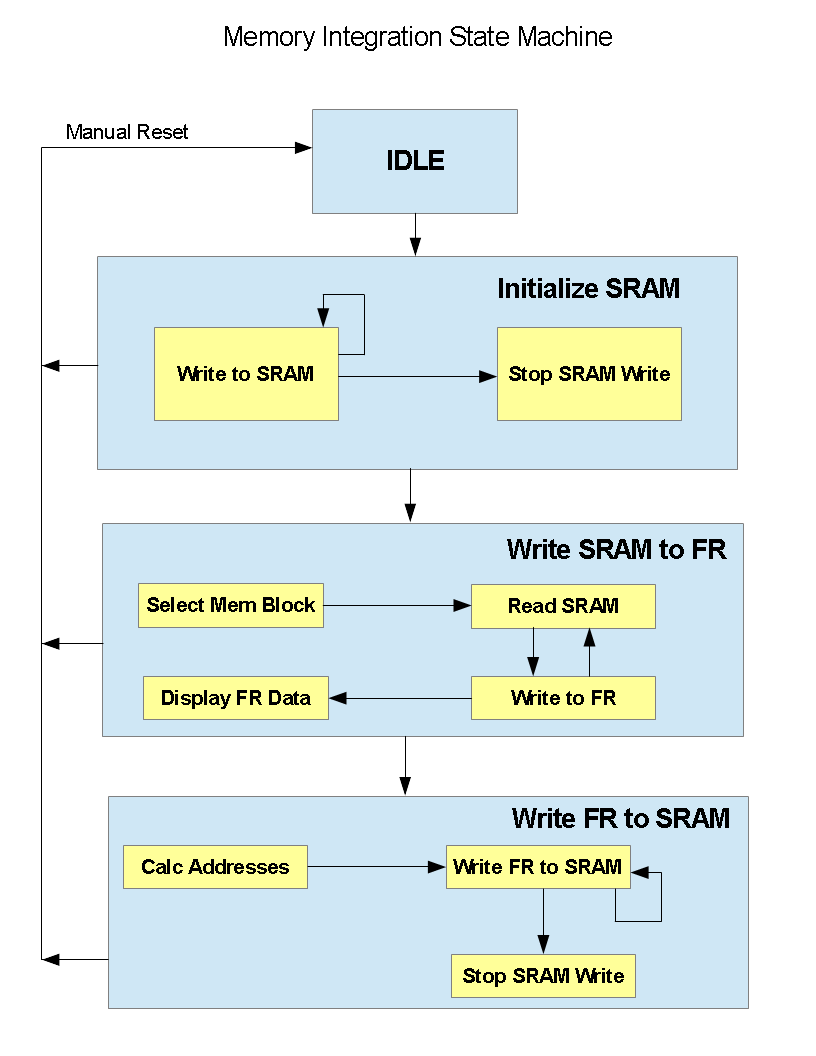 Memory Integration State Machine
Manual Reset
IDLE
Initialize SRAM
Write to SRAM
Stop SRAM Write
Write SRAM to FR
Select Mem Block
Read SRAM
Display FR Data
Write to FR
Write FR to SRAM
Calc Addresses
Write FR to SRAM
Stop SRAM Write